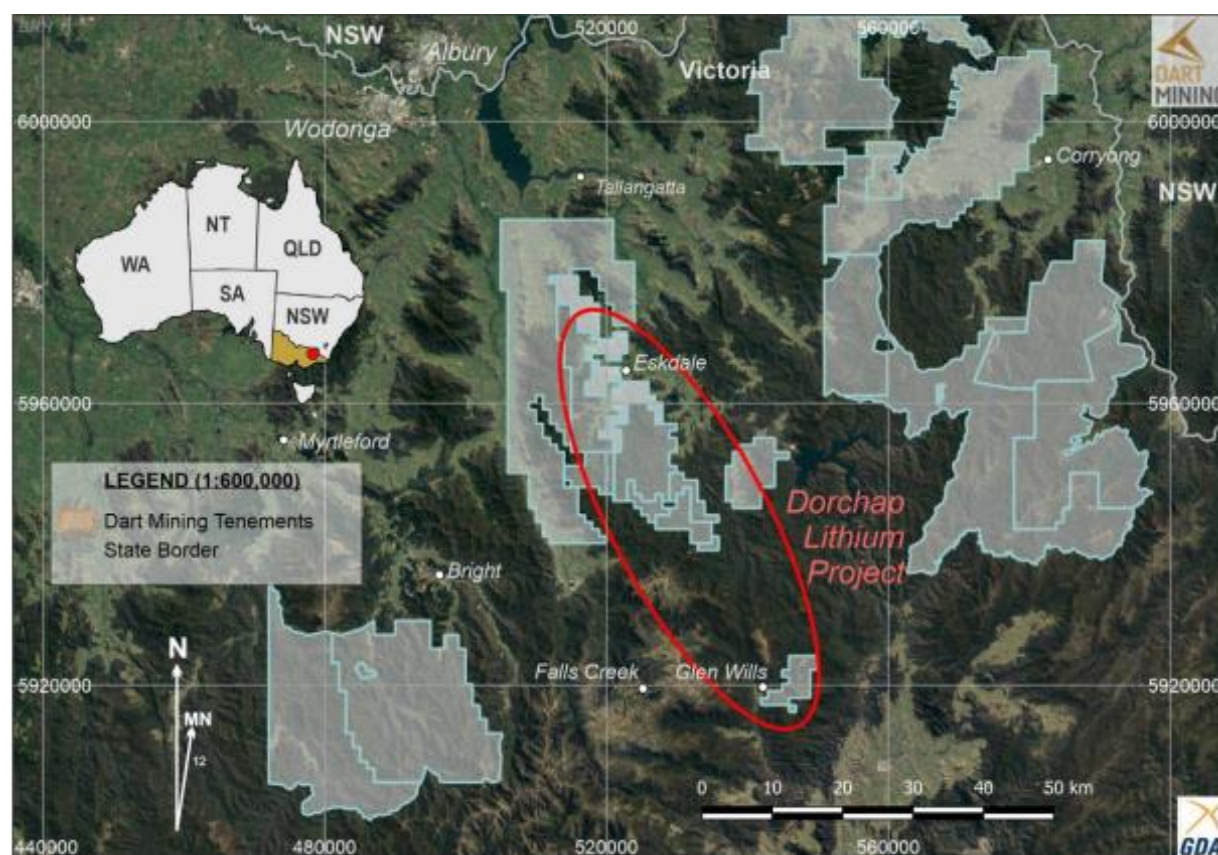 NSW
520000
560000
Albury
Victoria
DART
MINING
6000000
6000000
Wodonga
Corryong
Tallangatta
NSW
NT
QLD
WA
SA
NSW
Eskdale
5960000
5960000
Myrtleford
LEGEND (1:600,000)
Dart Mining Tenements
State Border
Dorchap
Lithium
Project
Bright
N
Falls Creek
Glen Wills
5920000
5920000
MN
12
0 10 20 30 40 50 km
440000
480000
520000
560000
GDA